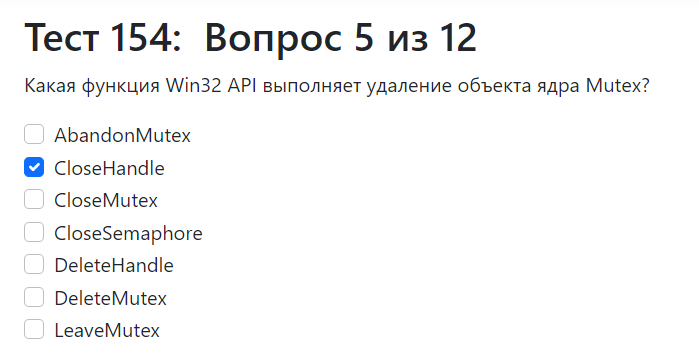 Тест 154: Вопрос 5 из 12
Какая функция Win32 API выполняет удаление объекта ядра Mutex?
AbandonMutex
CloseHandle
CloseMutex
CloseSemaphore
DeleteHandle
DeleteMutex
LeaveMutex